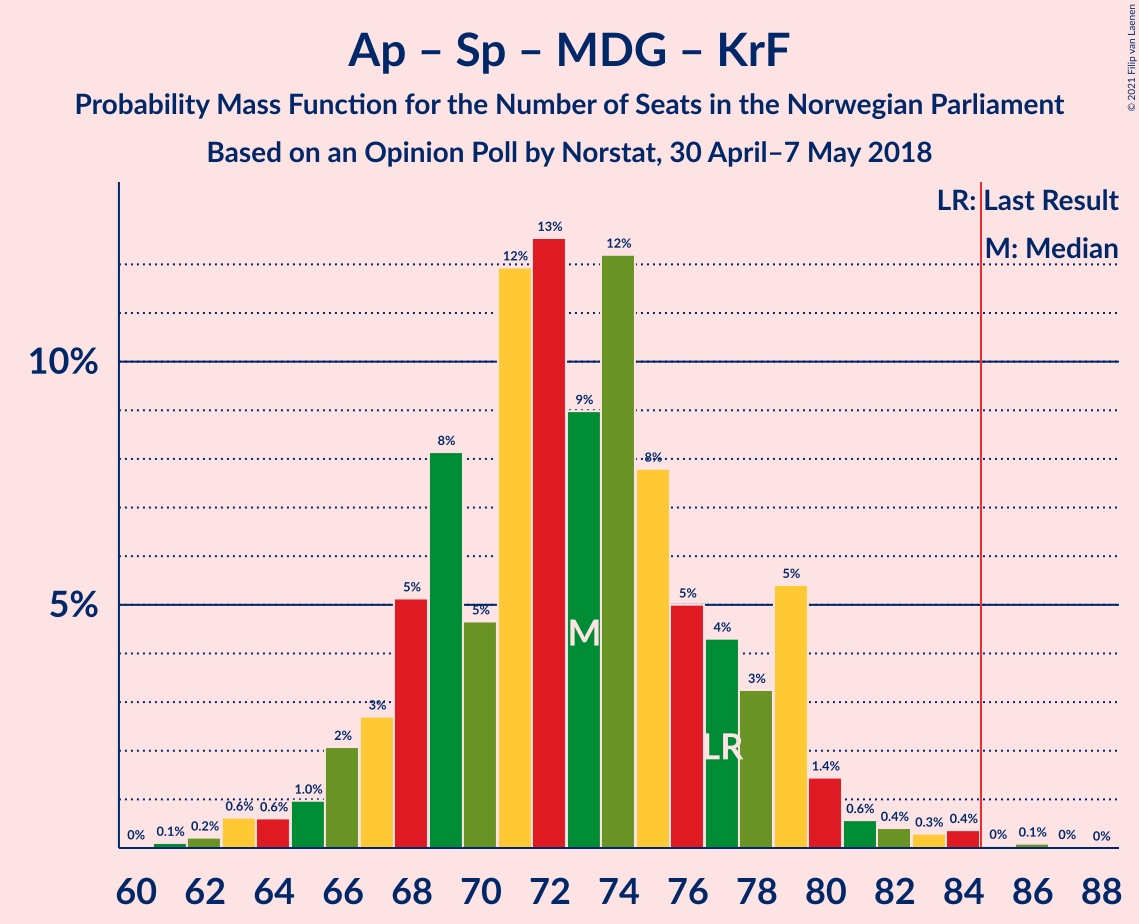 Ap – Sp – MDG – KrF
Probability Mass Function for the Number of Seats in the Norwegian Parliament
Based on an Opinion Poll by Norstat, 30 April–7 May 2018
© 2021 Filip van Laenen
LR: Last Result
M: Median
10%
5%
0% 0.1% 0.2% 0.6% 0.6% 1.0% 2% 3% 5% 8% 5% 12% 13% 9% 12% 8% 5% 4% 3% 5% 1.4% 0.6% 0.4% 0.3% 0.4% 0% 0.1% 0% 0%
M
LR
60 62 64 66 68 70 72 74 76 78 80 82 84 86 88